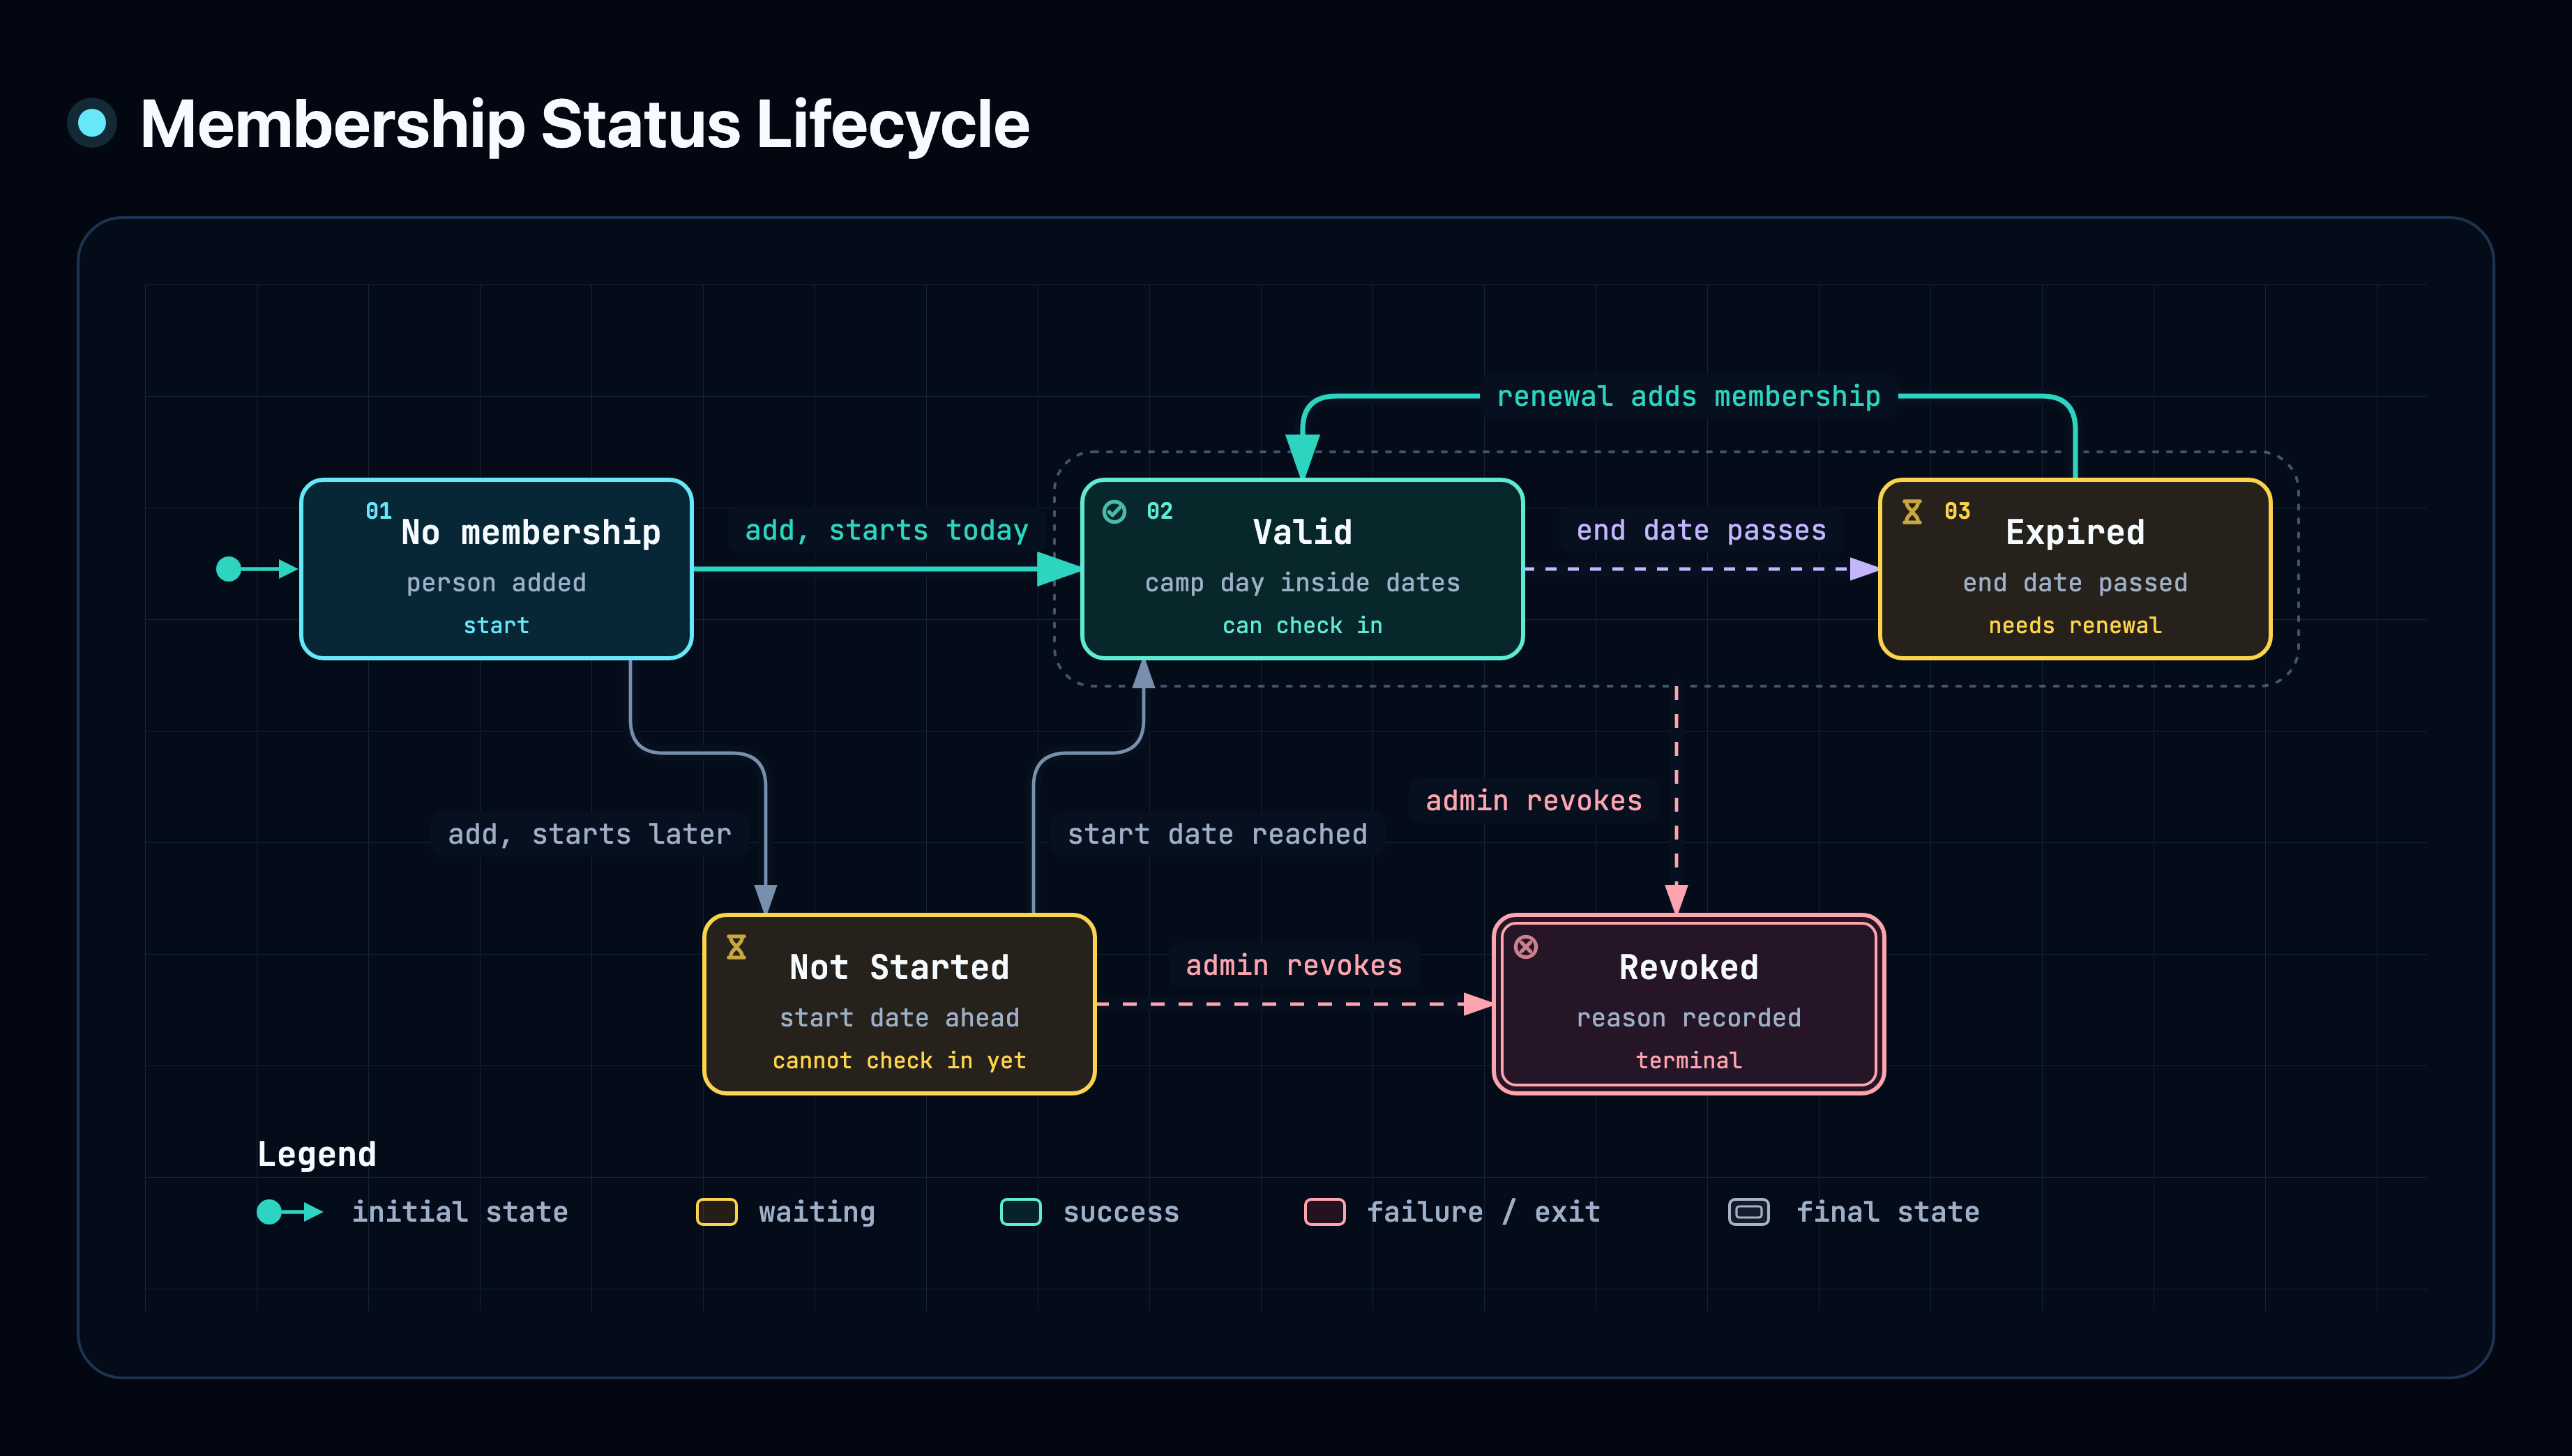 Membership Status Lifecycle
renewal adds membership
01
No membership
person added
start
add, starts today
02
Valid
camp day inside dates
can check in
end date passes
03
Expired
end date passed
needs renewal
admin revokes
add, starts later
start date reached
Not Started
start date ahead
cannot check in yet
admin revokes
Revoked
reason recorded
terminal
Legend
initial state
waiting
success
failure / exit
final state